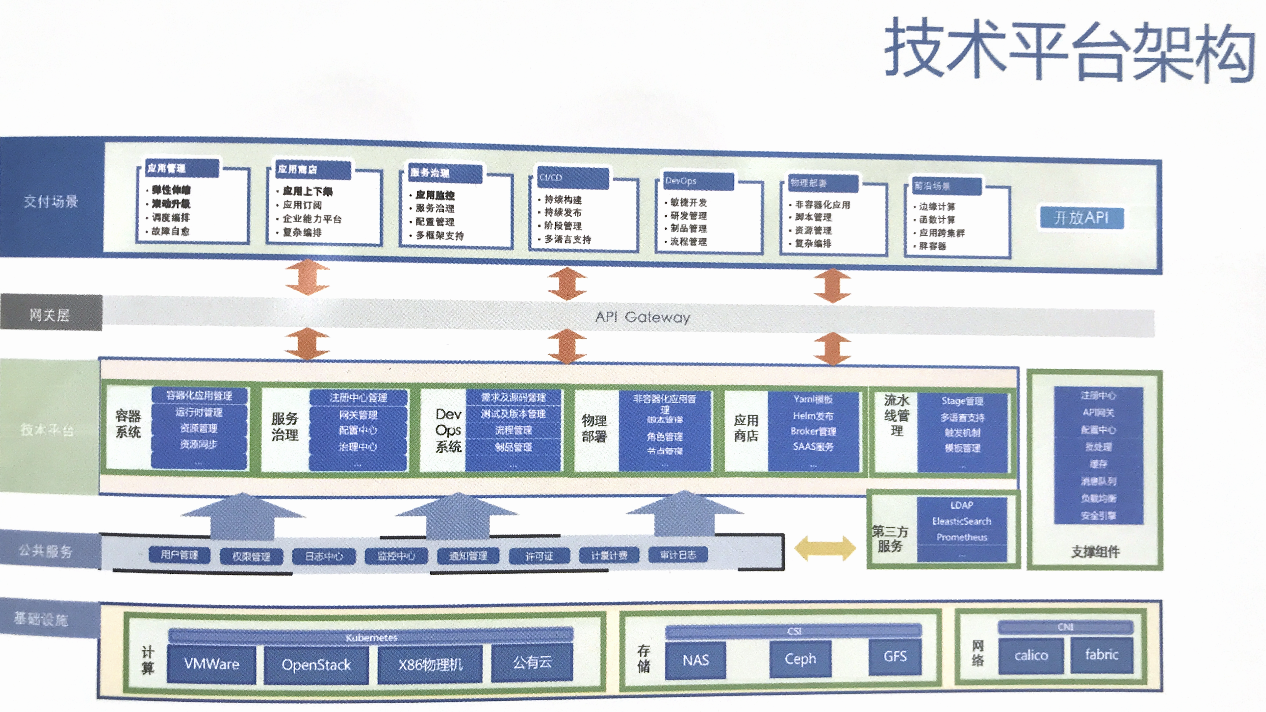 技术平台架构
交付场景
应用管理
· 弹性伸缩
· 滚动升级
· 调度编排
· 故障自愈
应用商店
· 应用上下架
· 应用订阅
· 企业能力平台
· 复杂编排
服务治理
· 应用监控
· 服务治理
· 配置管理
· 多框架支持
CI/CD
· 持续构建
· 持续发布
· 阶段管理
· 多语言支持
DevOps
· 敏捷开发
· 研发管理
· 制品管理
· 流程管理
物理部署
· 非容器化应用
· 脚本管理
· 资源管理
· 复杂编排
前沿场景
· 边缘计算
· 函数计算
· 应用跨集群
· 胖容器
开放API
网关层
API Gateway
技术平台
容器
系统
容器化应用管理
运行时管理
资源管理
资源同步
...
服务
治理
注册中心管理
网关管理
配置中心
治理中心
...
Dev
Ops
系统
需求及源码管理
测试及版本管理
流程管理
制品管理
...
物理
部署
非容器化应用管
理
脚本管理
角色管理
节点管理
...
应用
商店
Yaml模板
Helm发布
Broker管理
SAAS服务
...
流水
线管
理
Stage管理
多语言支持
触发机制
模板管理
...
注册中心
API网关
配置中心
批处理
缓存
消息队列
负载均衡
安全引擎
支撑组件
公共服务
用户管理
权限管理
日志中心
监控中心
通知管理
许可证
计量计费
审计日志
第三方
服务
LDAP
EleasticSearch
Prometheus
...
基础设施
计
算
Kubernetes
VMWare
OpenStack
X86物理机
公有云
存
储
CSI
NAS
Ceph
GFS
网
络
CNI
calico
fabric